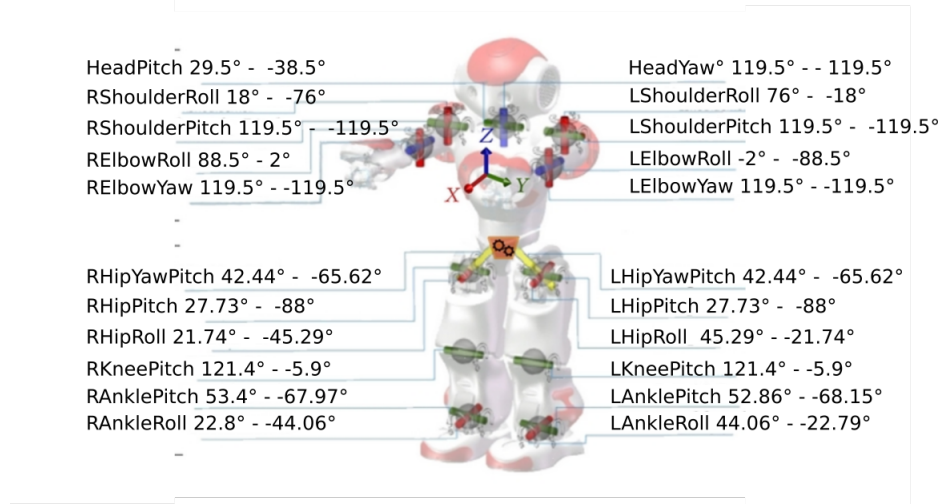 HeadPitch 29.5° - -38.5°
RShoulderRoll 18° - -76°
RShoulderPitch 119.5° - -119.5°
RElbowRoll 88.5° - 2°
RElbowYaw 119.5° - -119.5°
HeadYaw° 119.5° - - 119.5°
LShoulderRoll 76° - -18°
LShoulderPitch 119.5° - -119.5°
LElbowRoll -2° - -88.5°
LElbowYaw 119.5° - -119.5°
Z
X
Y
RHipYawPitch 42.44° - -65.62°
RHipPitch 27.73° - -88°
RHipRoll 21.74° - -45.29°
RKneePitch 121.4° - -5.9°
RAnklePitch 53.4° - -67.97°
RAnkleRoll 22.8° - -44.06°
LHipYawPitch 42.44° - -65.62°
LHipPitch 27.73° - -88°
LHipRoll 45.29° - -21.74°
LKneePitch 121.4° - -5.9°
LAnklePitch 52.86° - -68.15°
LAnkleRoll 44.06° - -22.79°